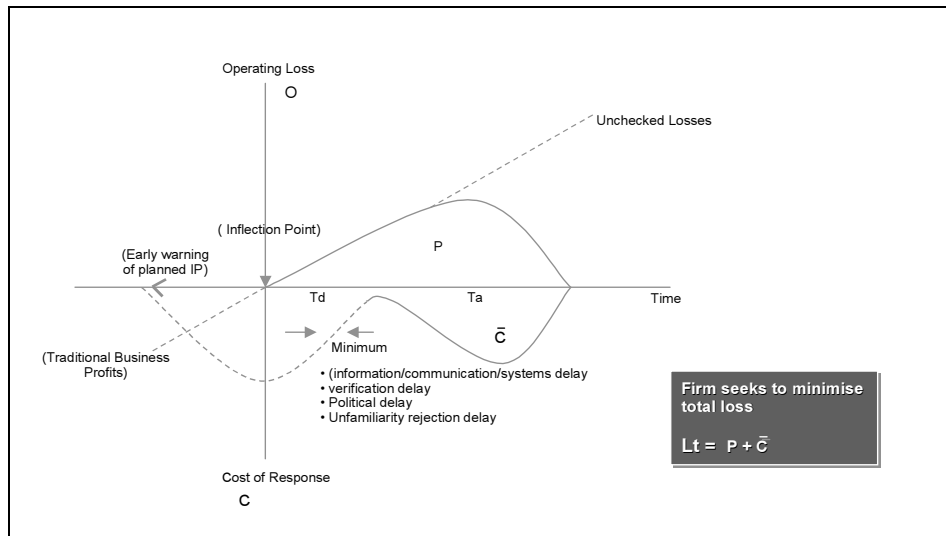 Operating Loss
O
Unchecked Losses
( Inflection Point)
P
(Early warning
of planned IP)
Td
Ta
Time
C̄
Minimum
(Traditional Business
Profits)
• (information/communication/systems delay
• verification delay
• Political delay
• Unfamiliarity rejection delay
Firm seeks to minimise
total loss
Lt = P + C̄
Cost of Response
C